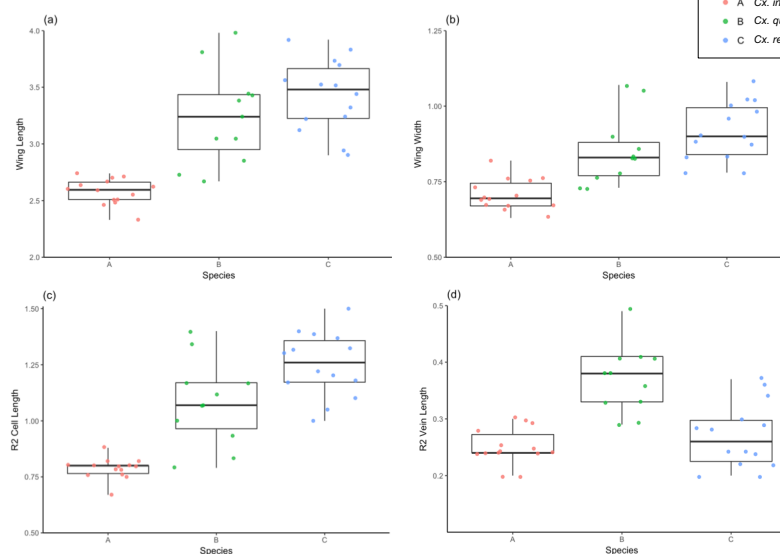 A Cx.
B Cx.
C Cx.
(a)
4.0
3.5
3.0
2.5
2.0
Wing Length
A B C
Species
(b)
1.25
1.00
0.75
0.50
Wing Width
A B C
Species
(c)
1.50
1.25
1.00
0.75
0.50
R2 Cell Length
A B C
Species
(d)
0.5
0.4
0.3
0.2
R2 Vein Length
A B C
Species